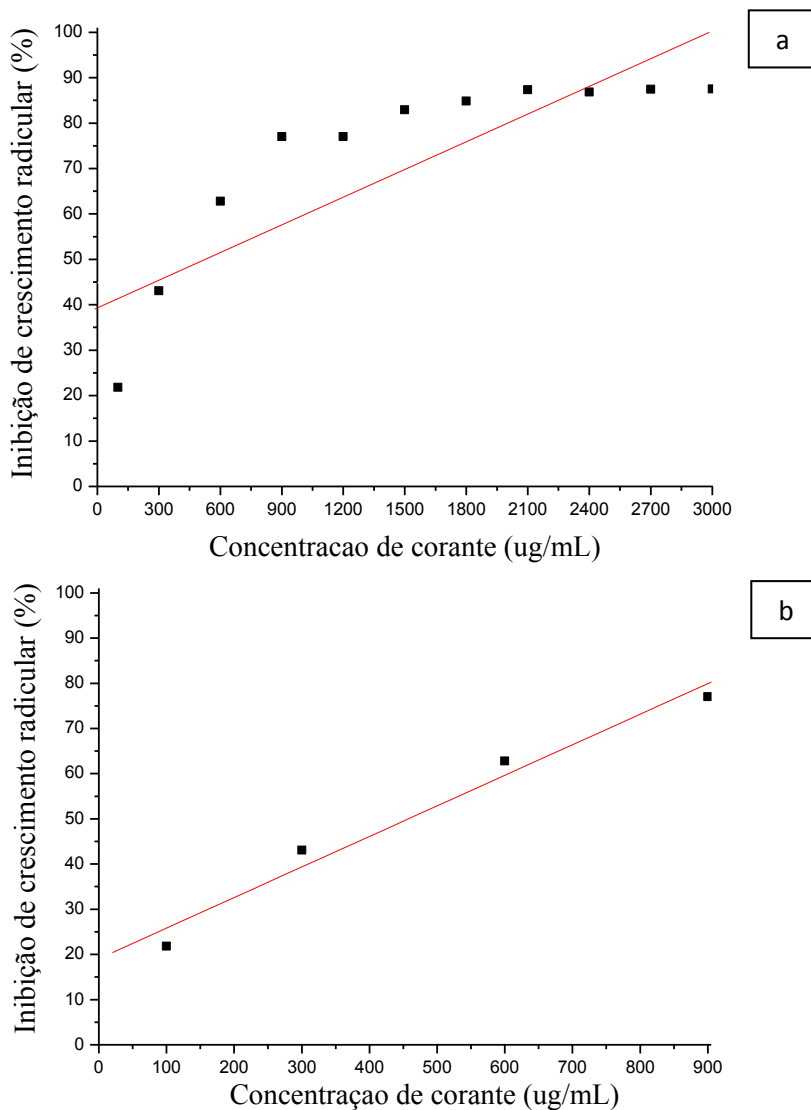 a
Inibição de crescimento radicular (%)
100
90
80
70
60
50
40
30
20
10
0
0 300 600 900 1200 1500 1800 2100 2400 2700 3000
Concentracao de corante (ug/mL)
b
Inibição de crescimento radicular (%)
100
90
80
70
60
50
40
30
20
10
0
0 100 200 300 400 500 600 700 800 900
Concentraçao de corante (ug/mL)